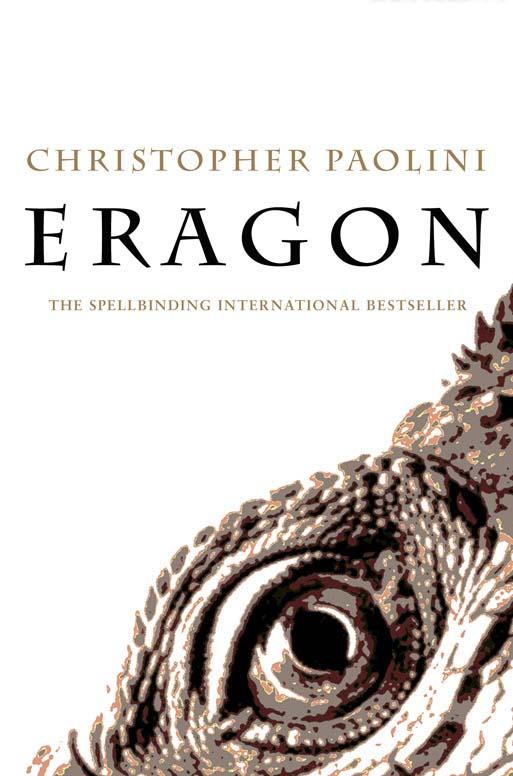 CHRISTOPHER PAOLINI
ERAGON
THE SPELLBINDING INTERNATIONAL BESTSELLER